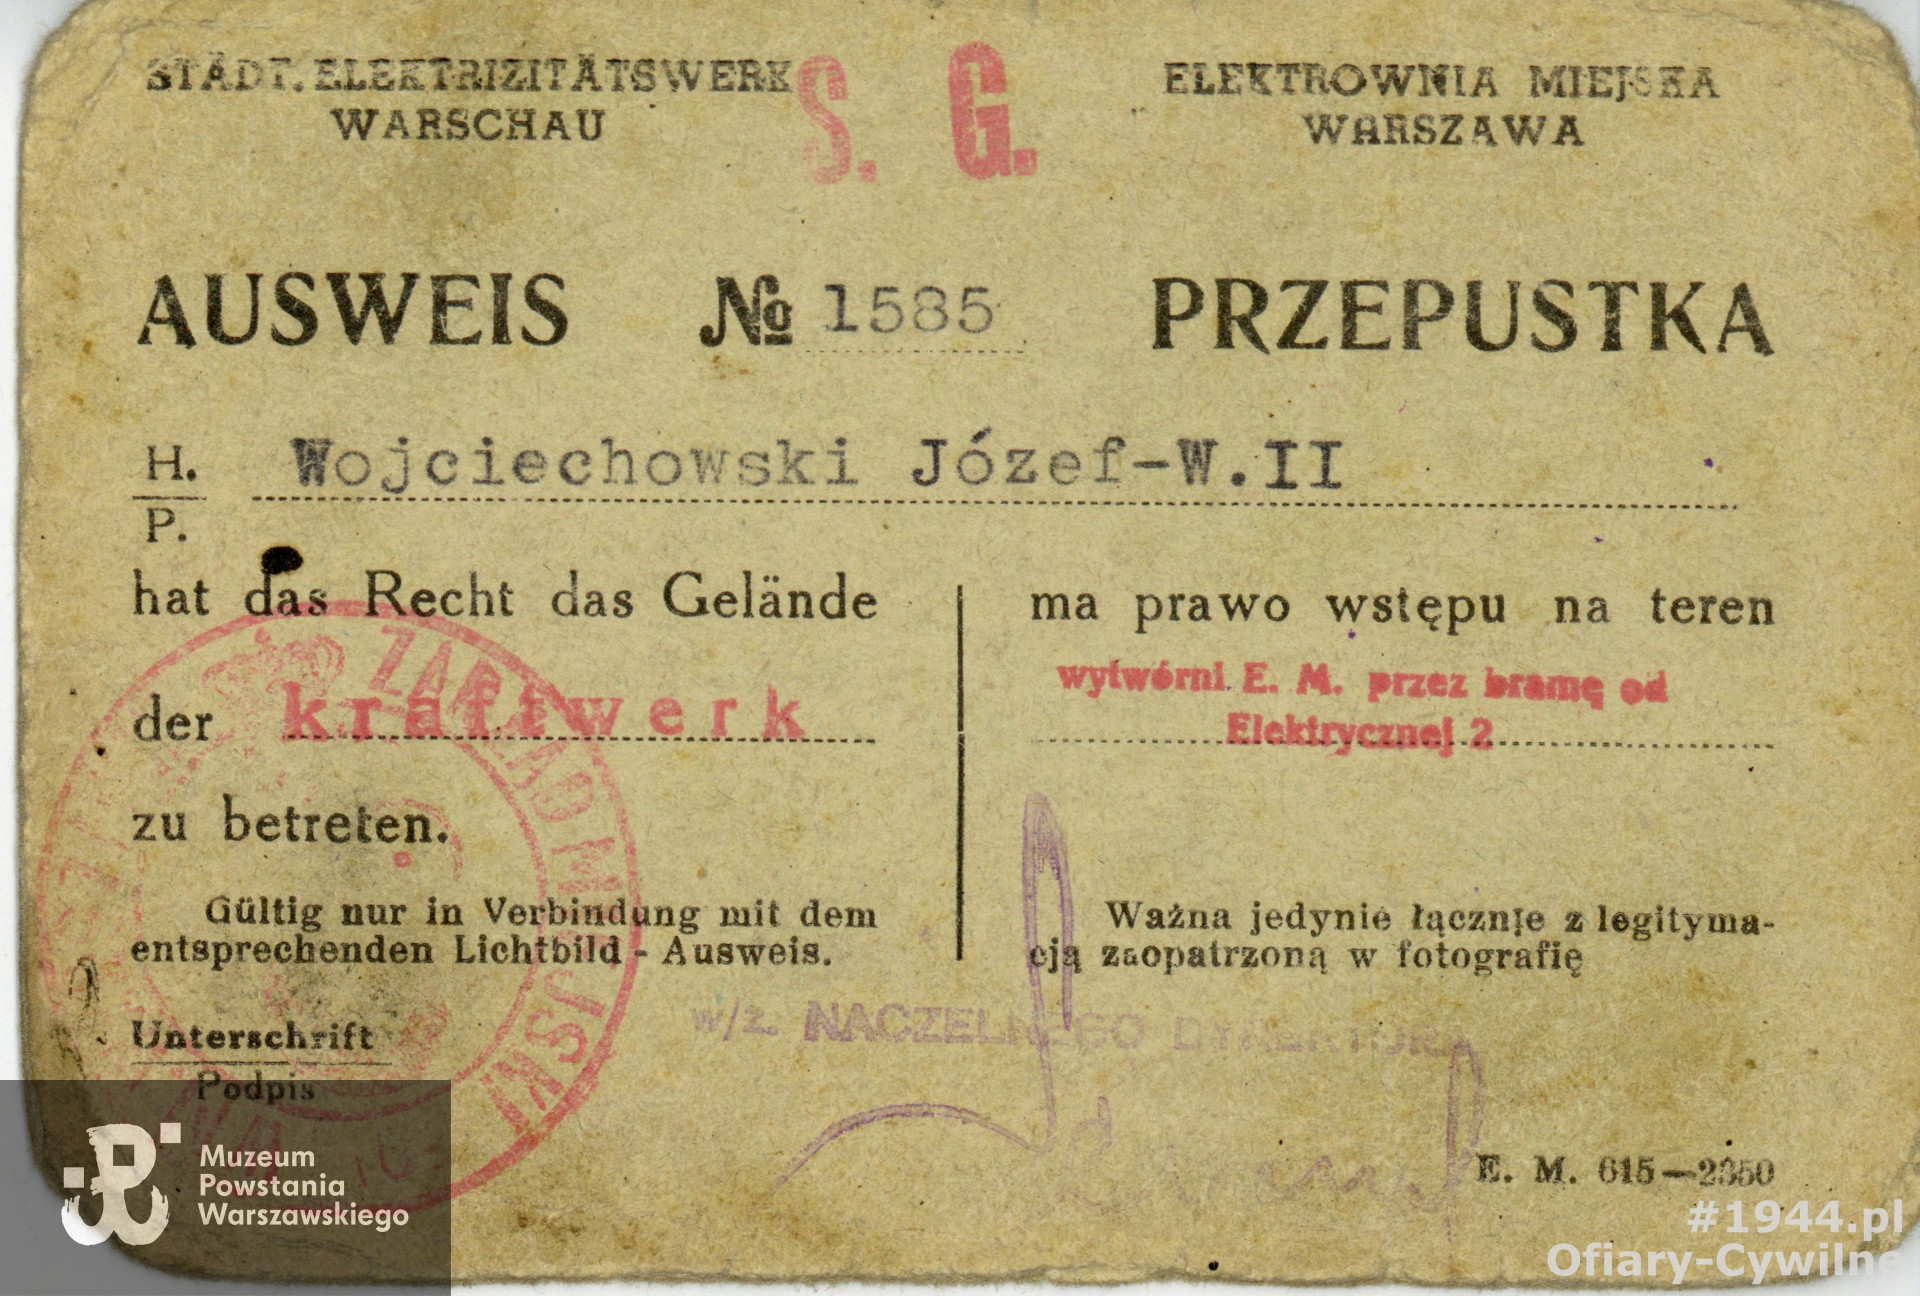 STÄDT. ELEKTRIZITÄTSWERK
WARSCHAU
S. G.
ELEKTROWNIA MIEJSKA
WARSZAWA
AUSWEIS № 1585 PRZEPUSTKA
H. Wojciechowski Józef-W.II
P.
hat das Recht das Gelände
der kraftwerk
zu betreten.
Gültig nur in Verbindung mit dem
entsprechenden Lichtbild - Ausweis.
ma prawo wstępu na teren
wytwórni E. M. przez bramę od
Elektrycznej 2
Ważna jedynie łącznie z legityma-
cją zaopatrzoną w fotografię
Unterschrift
Podpis
w/z. NACZELNEGO DYREKTORA
ZAKŁAD MIEJSKI
E. M. 615—2350
Muzeum
Powstania
Warszawskiego
#1944.pl
Ofiary-Cywilne